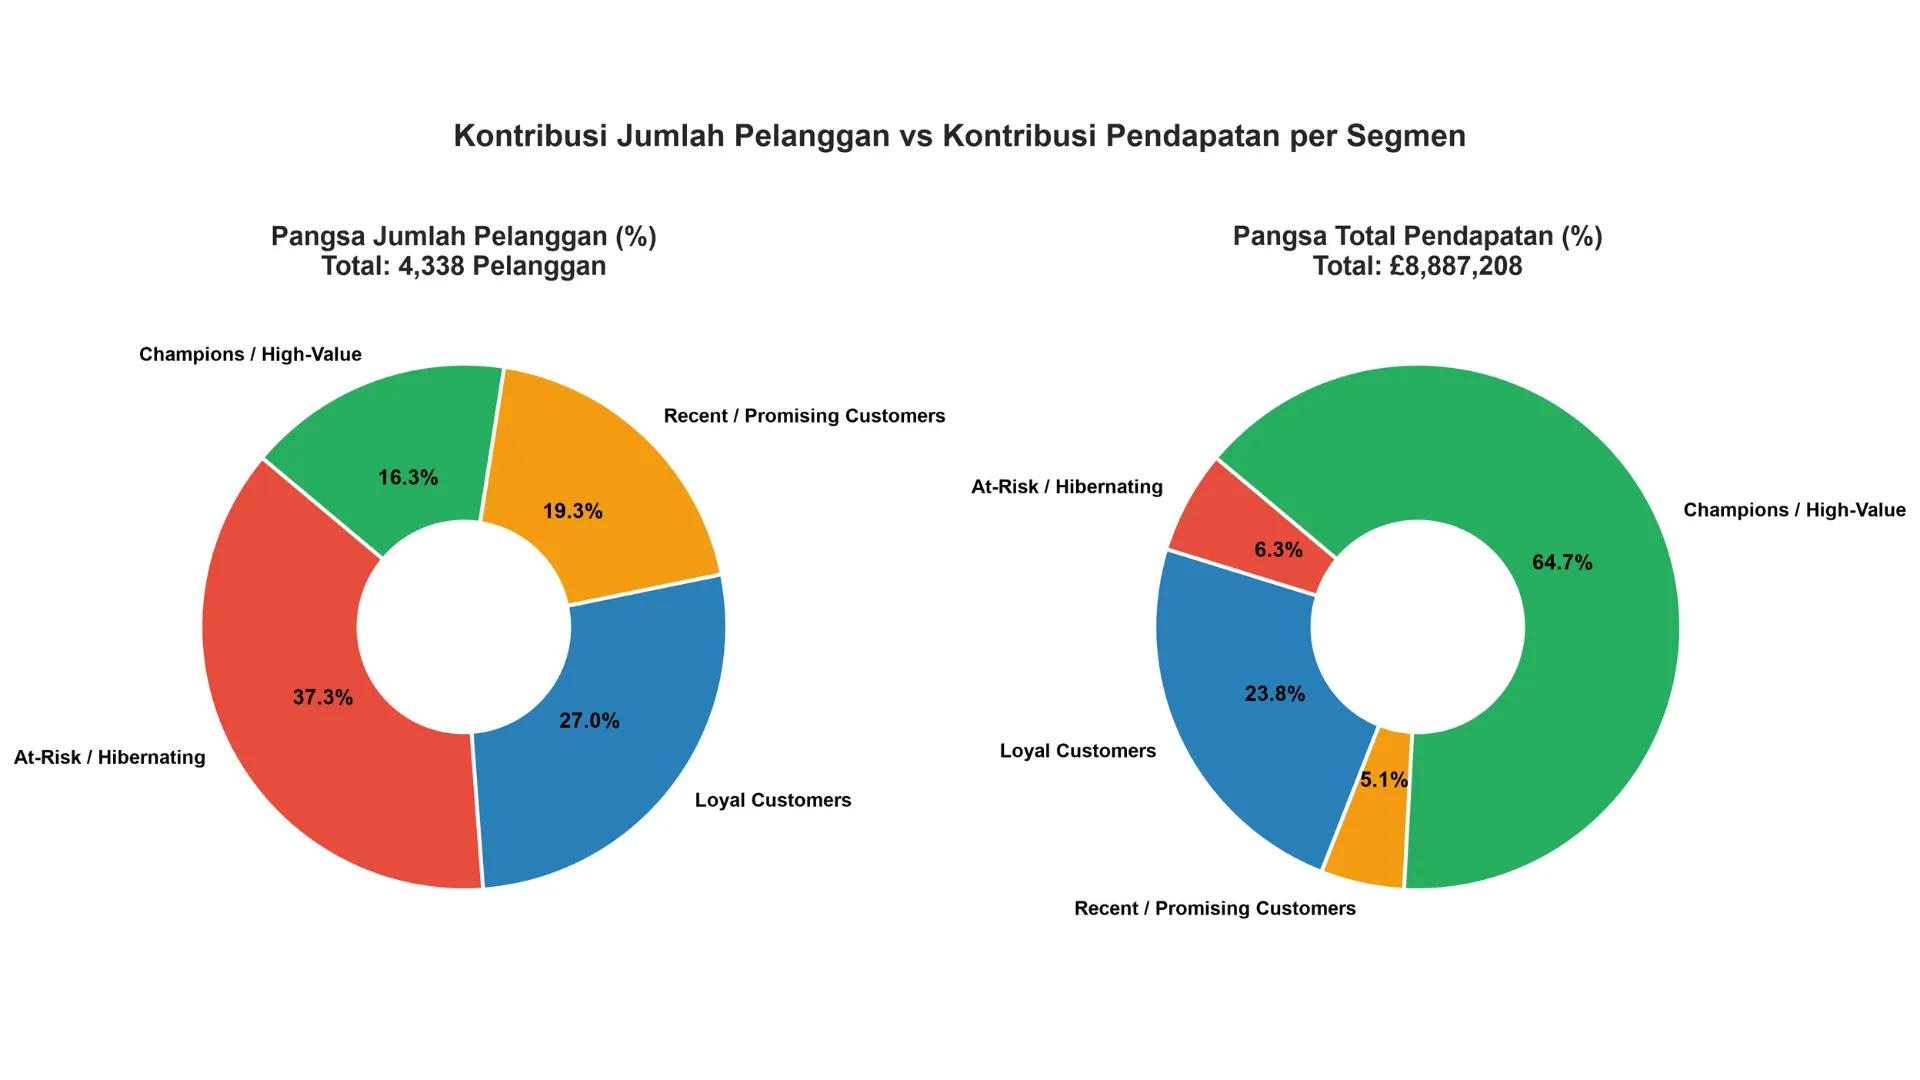 Kontribusi Jumlah Pelanggan vs Kontribusi Pendapatan per Segmen
Pangsa Jumlah Pelanggan (%)
Total: 4,338 Pelanggan
Champions / High-Value
Recent / Promising Customers
16.3%
19.3%
37.3%
27.0%
At-Risk / Hibernating
Loyal Customers
Pangsa Total Pendapatan (%)
Total: £8,887,208
At-Risk / Hibernating
Champions / High-Value
6.3%
64.7%
23.8%
Loyal Customers
5.1%
Recent / Promising Customers